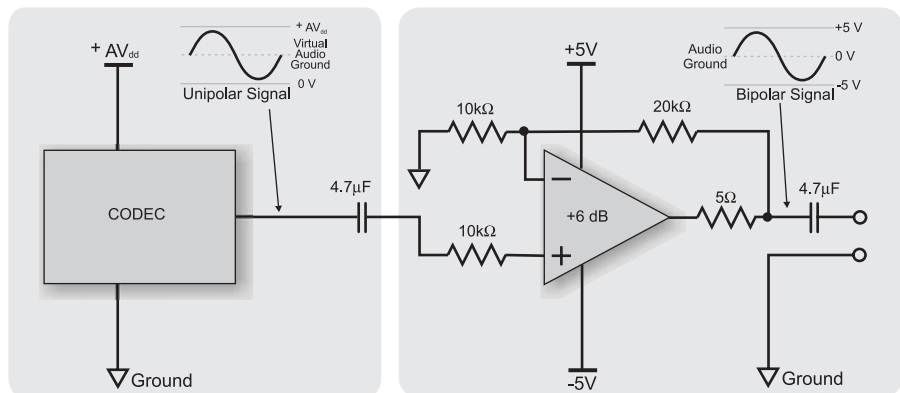 + AVdd
+ AVdd
Virtual
Audio
Ground
0 V
Unipolar Signal
CODEC
4.7μF
Ground
+5V
Audio
Ground
+5 V
0 V
-5 V
Bipolar Signal
10kΩ
20kΩ
−
+6 dB
+
10kΩ
5Ω
4.7μF
-5V
Ground